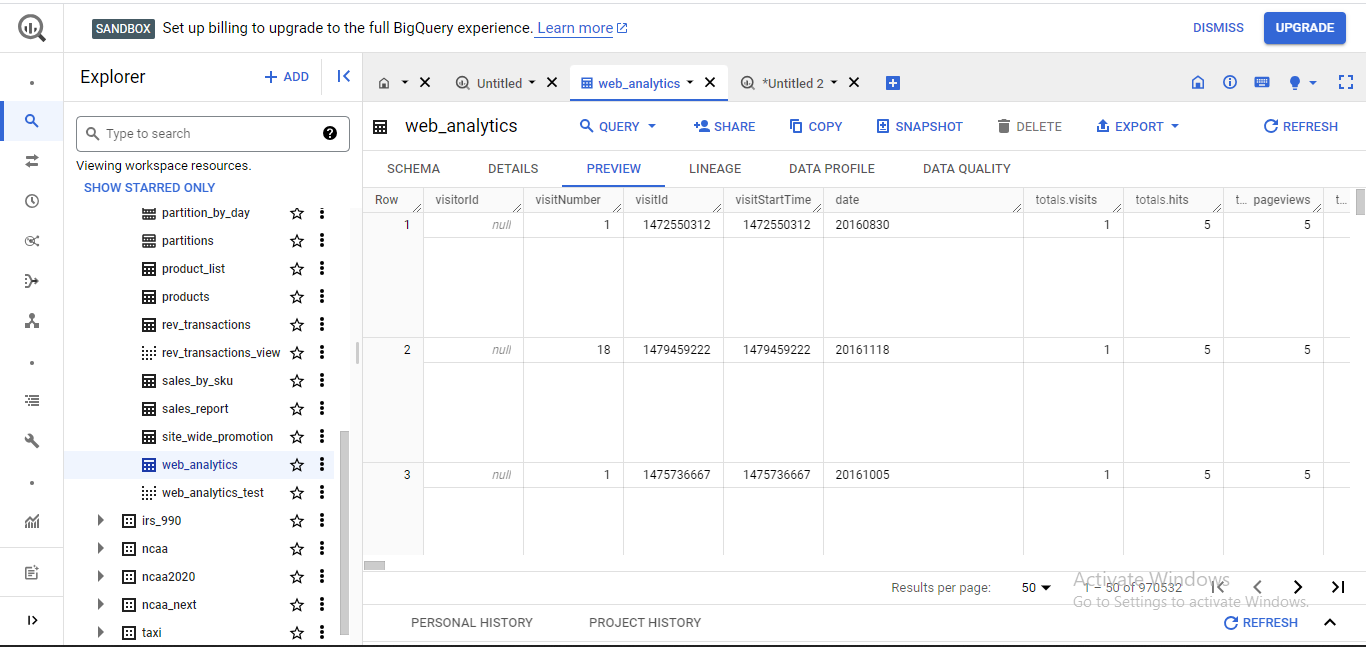 SANDBOX Set up billing to upgrade to the full BigQuery experience. Learn more DISMISS UPGRADE
Explorer + ADD
Type to search
Viewing workspace resources.
SHOW STARRED ONLY
partition_by_day
partitions
product_list
products
rev_transactions
rev_transactions_view
sales_by_sku
sales_report
site_wide_promotion
web_analytics
web_analytics_test
irs_990
ncaa
ncaa2020
ncaa_next
taxi
Untitled web_analytics *Untitled 2
web_analytics QUERY SHARE COPY SNAPSHOT DELETE EXPORT REFRESH
SCHEMA DETAILS PREVIEW LINEAGE DATA PROFILE DATA QUALITY
Row visitorId visitNumber visitId visitStartTime date totals.visits totals.hits t... pageviews t...
1 null 1 1472550312 1472550312 20160830 1 5 5
2 null 18 1479459222 1479459222 20161118 1 5 5
3 null 1 1475736667 1475736667 20161005 1 5 5
Results per page: 50 1 – 50 of 970532
Activate Windows
Go to Settings to activate Windows.
PERSONAL HISTORY PROJECT HISTORY REFRESH